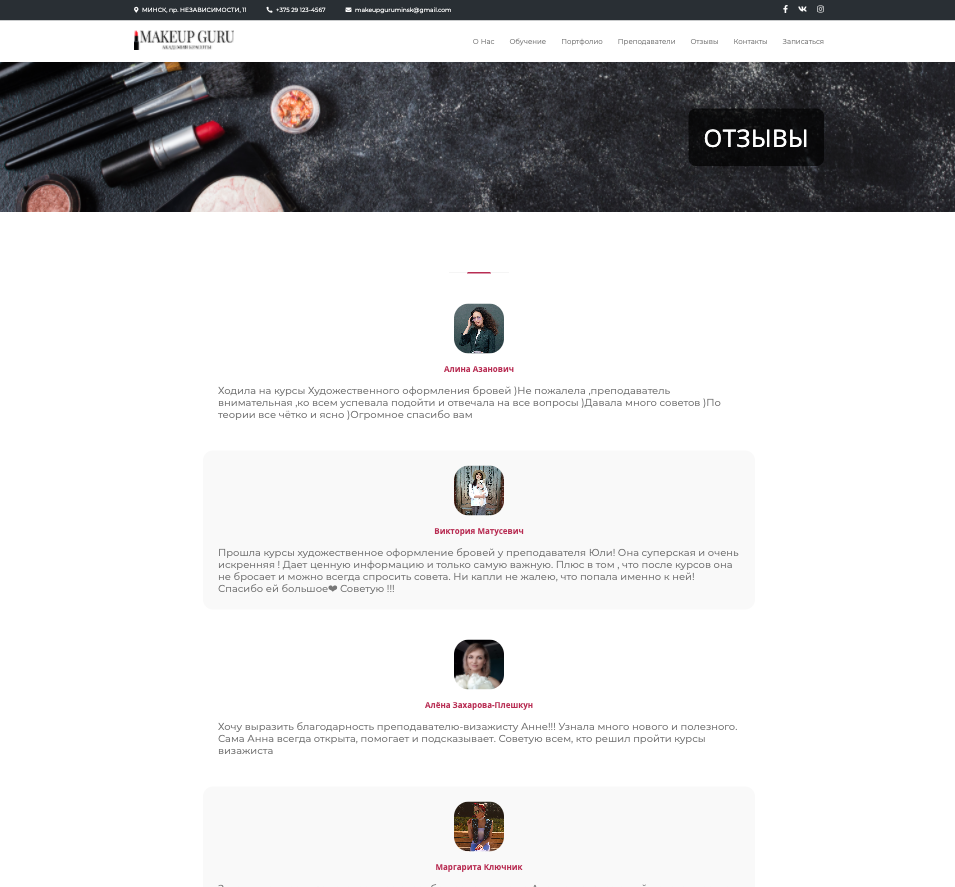 МИНСК, пр. НЕЗАВИСИМОСТИ, 11 +375 29 123-4567 makeupguruminsk@gmail.com
MAKEUP GURU
АКАДЕМИЯ КРАСОТЫ
О Нас Обучение Портфолио Преподаватели Отзывы Контакты Записаться
ОТЗЫВЫ
Алина Азанович
Ходила на курсы Художественного оформления бровей )Не пожалела ,преподаватель
внимательная ,ко всем успевала подойти и отвечала на все вопросы )Давала много советов )По
теории все чётко и ясно )Огромное спасибо вам
Виктория Матусевич
Прошла курсы художественное оформление бровей у преподавателя Юли! Она суперская и очень
искренняя ! Дает ценную информацию и только самую важную. Плюс в том , что после курсов она
не бросает и можно всегда спросить совета. Ни капли не жалею, что попала именно к ней!
Спасибо ей большое❤ Советую !!!
Алёна Захарова-Плешкун
Хочу выразить благодарность преподавателю-визажисту Анне!!! Узнала много нового и полезного.
Сама Анна всегда открыта, помогает и подсказывает. Советую всем, кто решил пройти курсы
визажиста
Маргарита Ключник